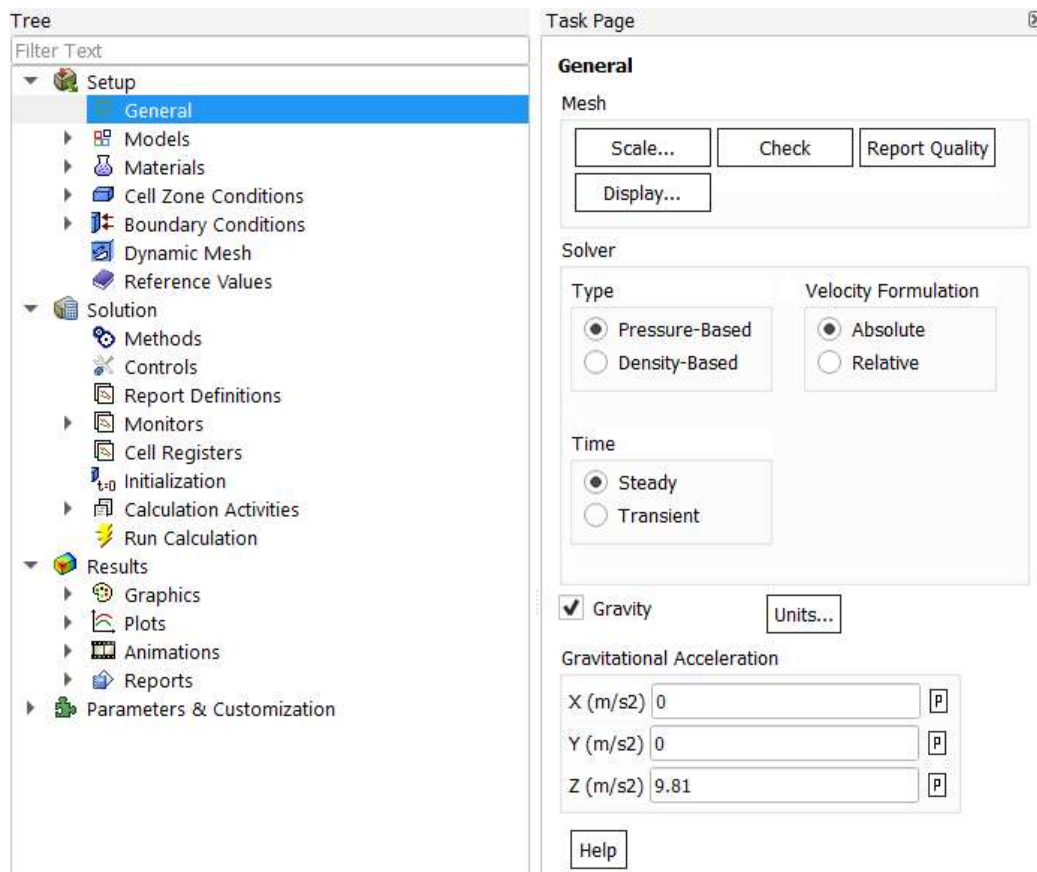 Tree
Filter Text
Setup
General
Models
Materials
Cell Zone Conditions
Boundary Conditions
Dynamic Mesh
Reference Values
Solution
Methods
Controls
Report Definitions
Monitors
Cell Registers
t=0 Initialization
Calculation Activities
Run Calculation
Results
Graphics
Plots
Animations
Reports
Parameters & Customization
Task Page
General
Mesh
Scale... Check Report Quality
Display...
Solver
Type Velocity Formulation
Pressure-Based Absolute
Density-Based Relative
Time
Steady
Transient
Gravity Units...
Gravitational Acceleration
X (m/s2) 0 P
Y (m/s2) 0 P
Z (m/s2) 9.81 P
Help